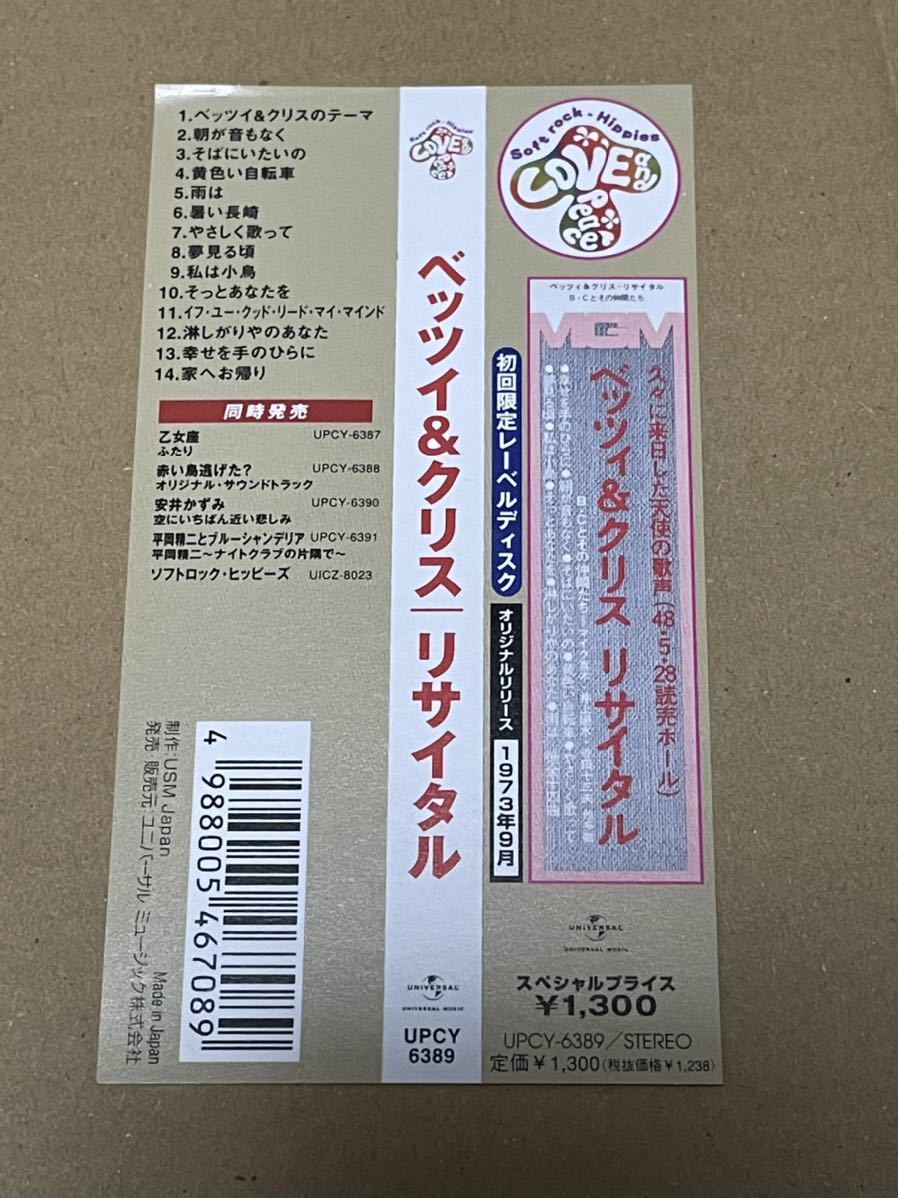 1.ベッツイ&クリスのテーマ
2.朝が音もなく
3.そばにいたいの
4.黄色い自転車
5.雨は
6.暑い長崎
7.やさしく歌って
8.夢見る頃
9.私は小鳥
10.そっとあなたを
11.イフ・ユー・クッド・リード・マイ・マインド
12.淋しがりやのあなた
13.幸せを手のひらに
14.家へお帰り
同時発売
乙女座 UPCY-6387
ふたり
赤い鳥逃げた? UPCY-6388
オリジナル・サウンドトラック
安井かずみ UPCY-6390
空にいちばん近い悲しみ
平岡精二とブルーシャンデリア UPCY-6391
平岡精二〜ナイトクラブの片隅で〜
ソフトロック・ヒッピーズ UICZ-8023
4 988005 467089
制作:USM Japan
発売・販売元:ユニバーサル ミュージック株式会社
Made in Japan
Soft rock - Hippies
LOVE and Peace!
ベッツィ&クリス|リサイタル
UNIVERSAL
UNIVERSAL MUSIC
UPCY
6389
Soft rock - Hippies
LOVE and Peace!
初回限定レーベルディスク
オリジナルリリース
1973年9月
ベッツィ&クリス・リサイタル
B・Cとその仲間たち
久々に来日した天使の歌声(48・5・28読売ホール)
ベッツィ&クリス リサイタル
UNIVERSAL
UNIVERSAL MUSIC
スペシャルプライス
¥1,300
UPCY-6389/STEREO
定価¥1,300(税抜価格¥1,238)